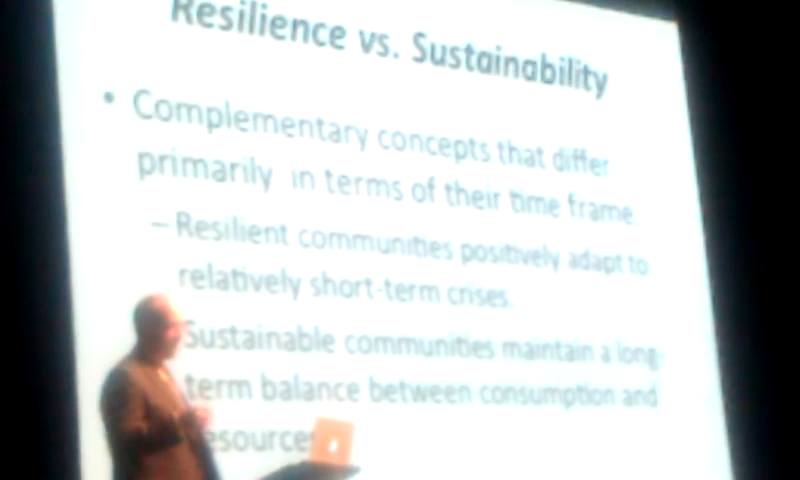 Resilience vs. Sustainability
• Complementary concepts that differ
primarily in terms of their time frame
– Resilient communities positively adapt to
relatively short-term crises.
Sustainable communities maintain a long-
term balance between consumption and
resources